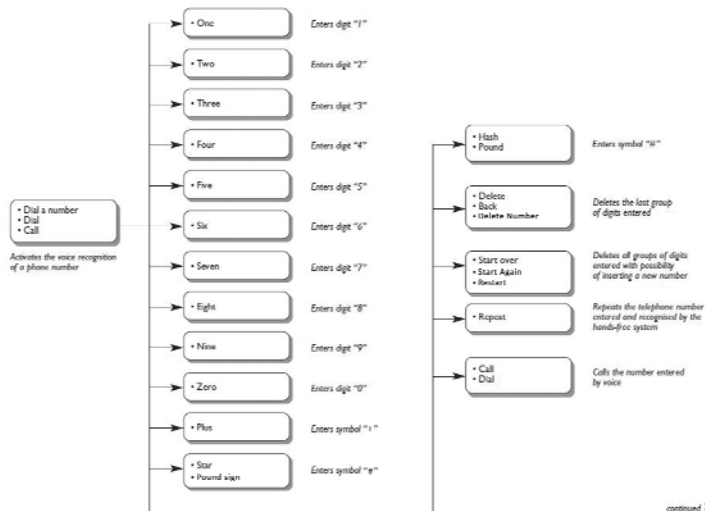 • Dial a number
• Dial
• Call
Activates the voice recognition
of a phone number
• One
Enters digit "1"
• Two
Enters digit "2"
• Three
Enters digit "3"
• Four
Enters digit "4"
• Five
Enters digit "5"
• Six
Enters digit "6"
• Seven
Enters digit "7"
• Eight
Enters digit "8"
• Nine
Enters digit "9"
• Zero
Enters digit "0"
• Plus
Enters symbol "+"
• Star
• Pound sign
Enters symbol
• Hash
• Pound
Enters symbol "#"
• Delete
• Back
• Delete Number
Deletes the last group
of digits entered
• Start over
• Start Again
• Restart
Deletes all groups of digits
entered with possibility
of inserting a new number
• Repeat
Repeats the telephone number
entered and recognised by the
hands-free system
• Call
• Dial
Calls the number entered
by voice
continued